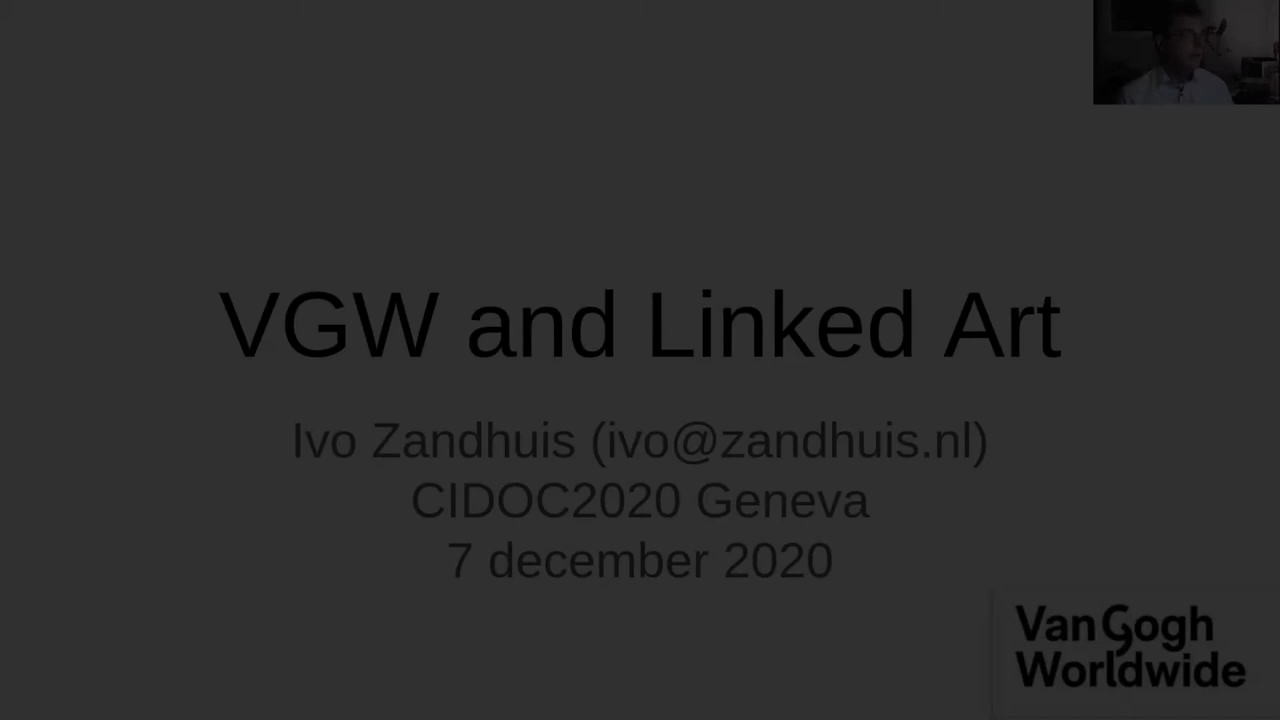 VGW and Linked Art
Ivo Zandhuis (ivo@zandhuis.nl)
CIDOC2020 Geneva
7 december 2020
Van Gogh
Worldwide